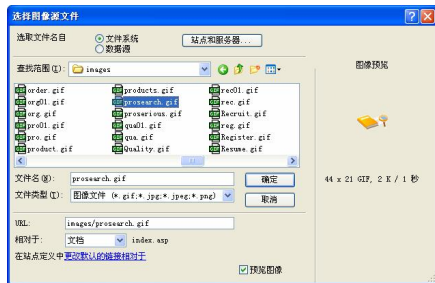 选择图像源文件
选取文件名自 文件系统 站点和服务器...
数据源
查找范围(I): images 图像预览
order.gif products.gif rec01.gif
org01.gif prosearch.gif rec.gif
org.gif proserious.gif Recruit.gif
pro01.gif qua01.gif reg.gif
pro.gif qua.gif Register.gif
product.gif Quality.gif Resume.gif
文件名(N): prosearch.gif 确定 44 x 21 GIF, 2 K / 1 秒
文件类型(T): 图像文件 (*.gif;*.jpg;*.jpeg;*.png) 取消
URL: images/prosearch.gif
相对于: 文档 index.asp
在站点定义中更改默认的链接相对于
预览图像